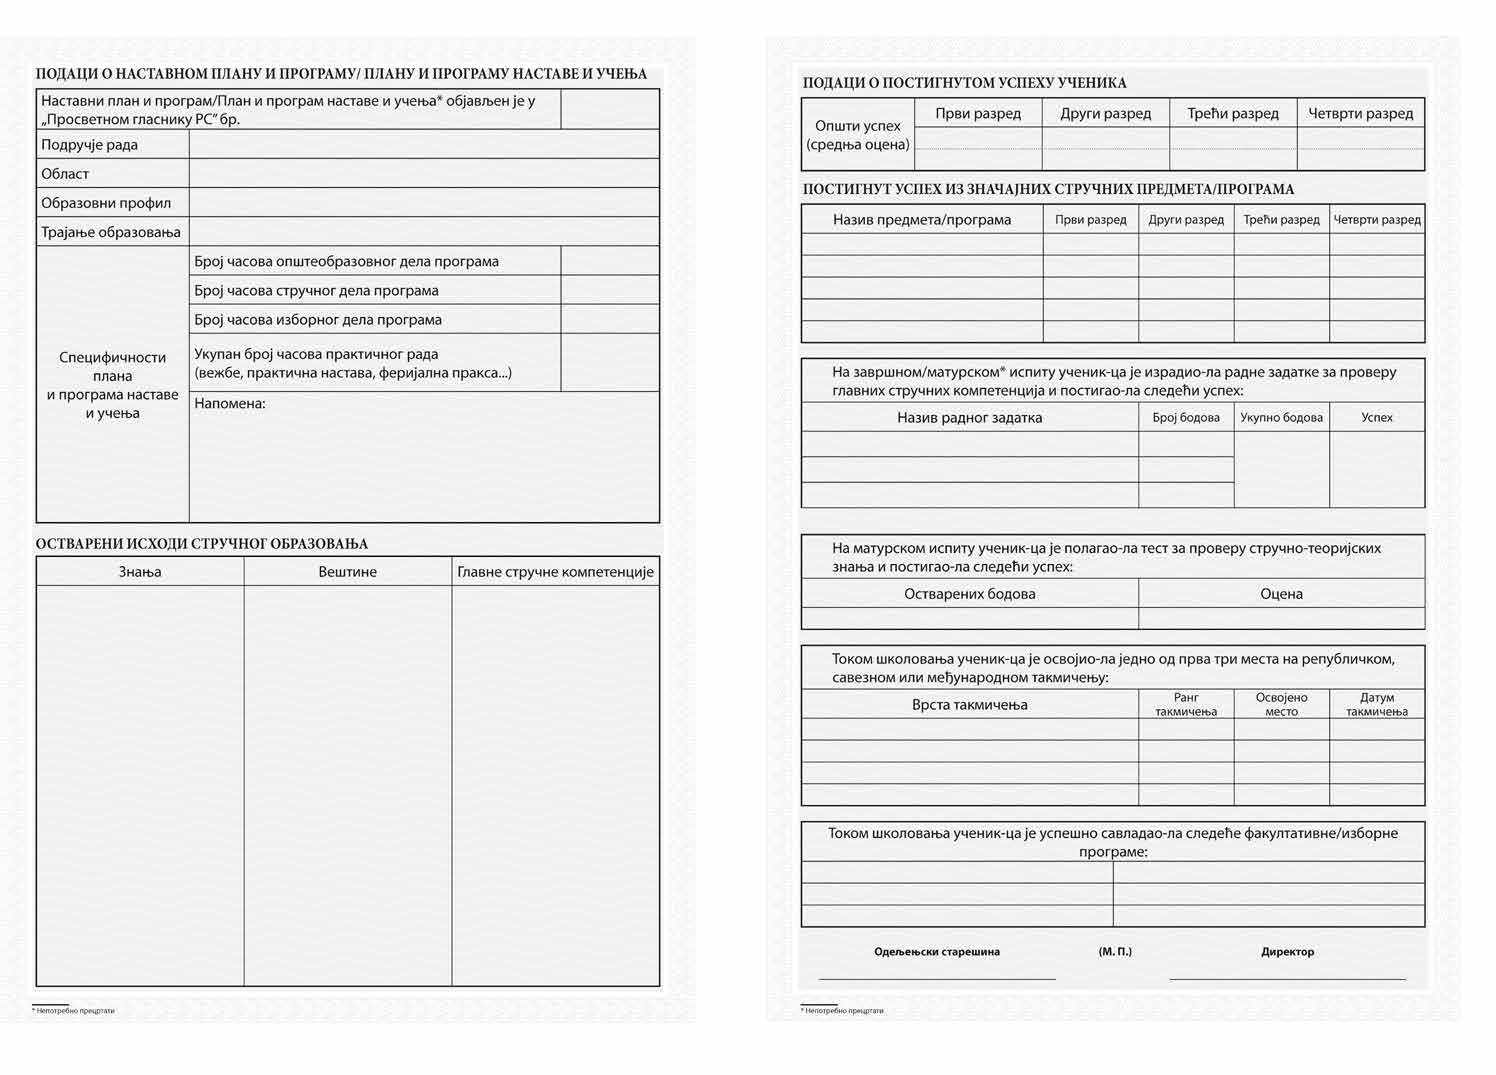 ПОДАЦИ О НАСТАВНОМ ПЛАНУ И ПРОГРАМУ/ ПЛАНУ И ПРОГРАМУ НАСТАВЕ И УЧЕЊА
Наставни план и програм/План и програм наставе и учења* објављен је у
„Просветном гласнику РС” бр.
Подручје рада
Област
Образовни профил
Трајање образовања
Специфичности
плана
и програма наставе
и учења
Број часова општеобразовног дела програма
Број часова стручног дела програма
Број часова изборног дела програма
Укупан број часова практичног рада
(вежбе, практична настава, феријална пракса...)
Напомена:
ОСТВАРЕНИ ИСХОДИ СТРУЧНОГ ОБРАЗОВАЊА
Знања Вештине Главне стручне компетенције
* Непотребно прецртати
ПОДАЦИ О ПОСТИГНУТОМ УСПЕХУ УЧЕНИКА
Општи успех
(средња оцена)
Први разред Други разред Трећи разред Четврти разред
ПОСТИГНУТ УСПЕХ ИЗ ЗНАЧАЈНИХ СТРУЧНИХ ПРЕДМЕТА/ПРОГРАМА
Назив предмета/програма Први разред Други разред Трећи разред Четврти разред
На завршном/матурском* испиту ученик-ца је израдио-ла радне задатке за проверу
главних стручних компетенција и постигао-ла следећи успех:
Назив радног задатка Број бодова Укупно бодова Успех
На матурском испиту ученик-ца је полагао-ла тест за проверу стручно-теоријских
знања и постигао-ла следећи успех:
Остварених бодова Оцена
Током школовања ученик-ца је освојио-ла једно од прва три места на републичком,
савезном или међународном такмичењу:
Врста такмичења
Ранг
такмичења
Освојено
место
Датум
такмичења
Током школовања ученик-ца је успешно савладао-ла следеће факултативне/изборне
програме:
Одељењски старешина (М. П.) Директор
* Непотребно прецртати